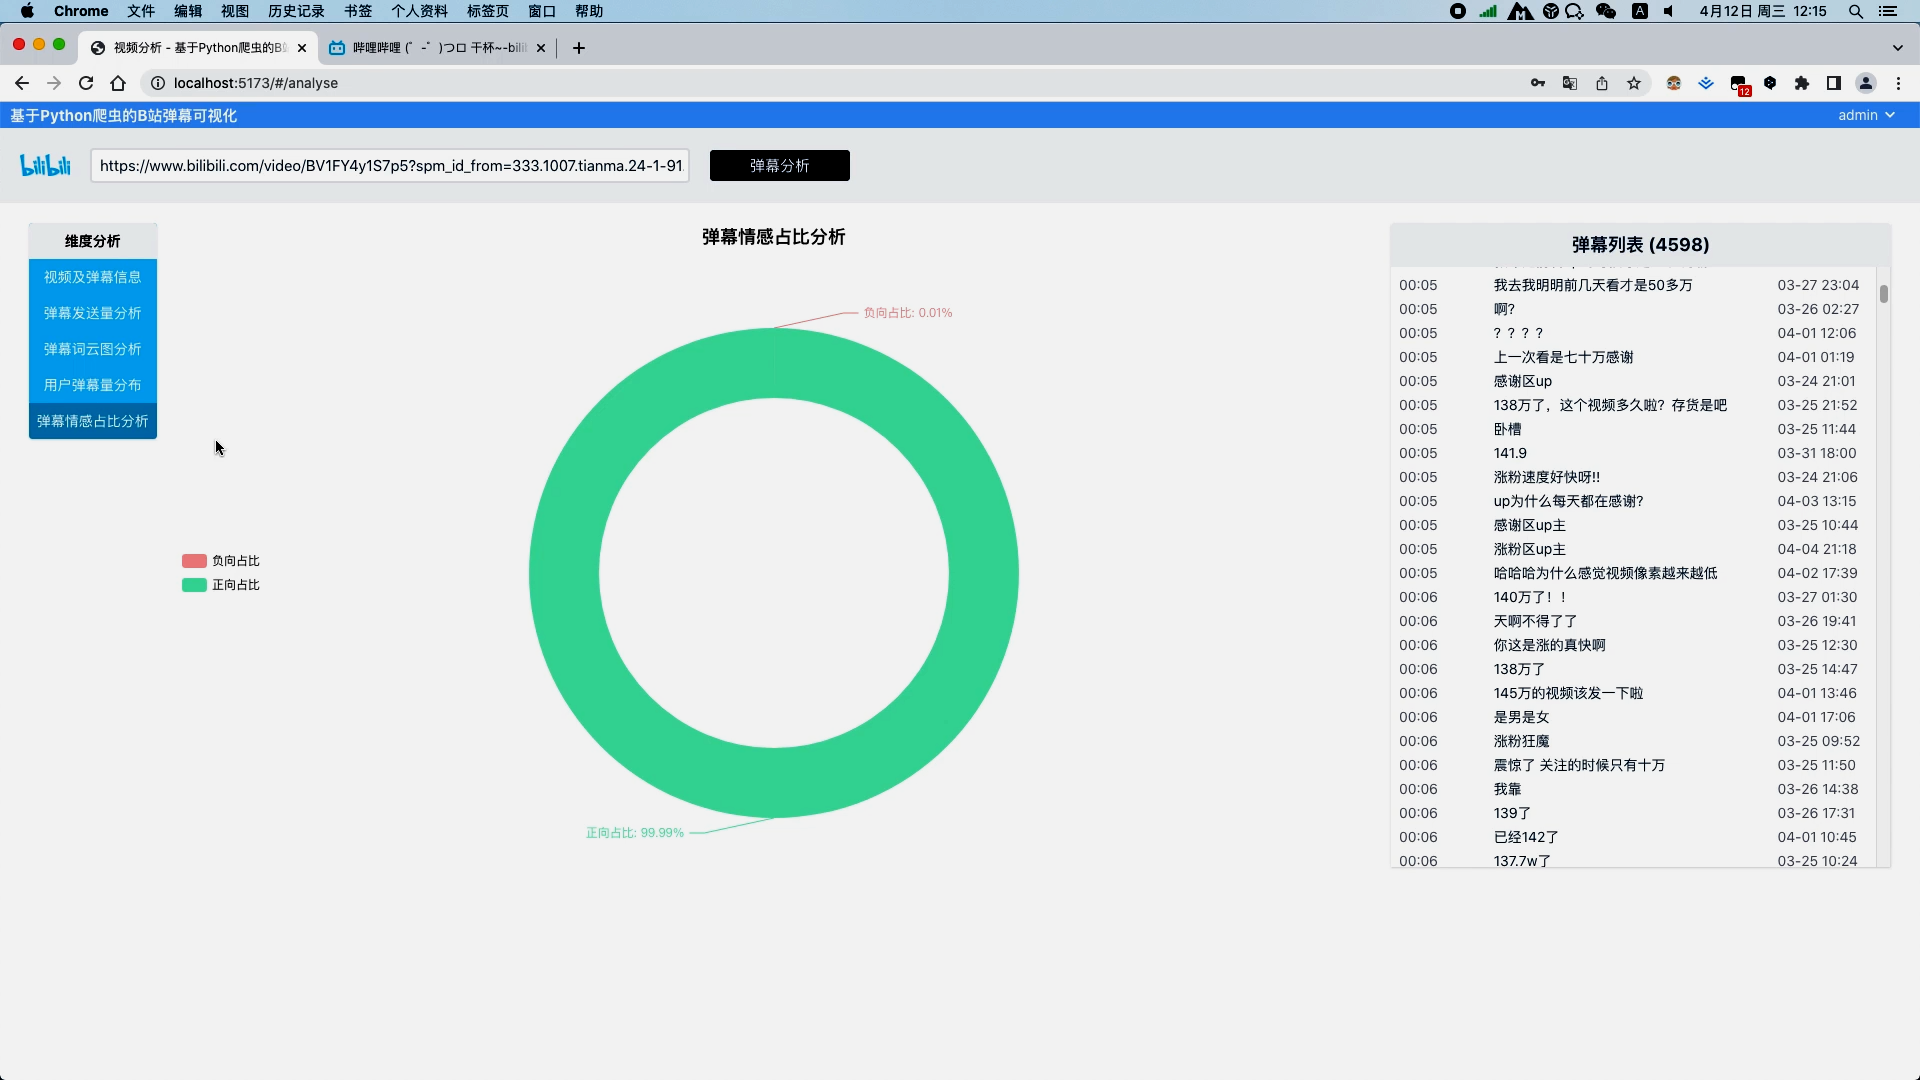 Chrome 文件 编辑 视图 历史记录 书签 个人资料 标签页 窗口 帮助 A 4月12日 周三 12:15
视频分析 - 基于Python爬虫的B站 哔哩哔哩 (゜-゜)つロ 干杯~-bili
localhost:5173/#/analyse 12
基于Python爬虫的B站弹幕可视化 admin
bilibili https://www.bilibili.com/video/BV1FY4y1S7p5?spm_id_from=333.1007.tianma.24-1-91. 弹幕分析
维度分析
视频及弹幕信息
弹幕发送量分析
弹幕词云图分析
用户弹幕量分布
弹幕情感占比分析
弹幕情感占比分析
负向占比: 0.01%
负向占比
正向占比
正向占比: 99.99%
弹幕列表 (4598)
00:05 我去我明明前几天看才是50多万 03-27 23:04
00:05 啊? 03-26 02:27
00:05 ？？？？ 04-01 12:06
00:05 上一次看是七十万感谢 04-01 01:19
00:05 感谢区up 03-24 21:01
00:05 138万了，这个视频多久啦？存货是吧 03-25 21:52
00:05 卧槽 03-25 11:44
00:05 141.9 03-31 18:00
00:05 涨粉速度好快呀!! 03-24 21:06
00:05 up为什么每天都在感谢? 04-03 13:15
00:05 感谢区up主 03-25 10:44
00:05 涨粉区up主 04-04 21:18
00:05 哈哈哈为什么感觉视频像素越来越低 04-02 17:39
00:06 140万了！！ 03-27 01:30
00:06 天啊不得了了 03-26 19:41
00:06 你这是涨的真快啊 03-25 12:30
00:06 138万了 03-25 14:47
00:06 145万的视频该发一下啦 04-01 13:46
00:06 是男是女 04-01 17:06
00:06 涨粉狂魔 03-25 09:52
00:06 震惊了 关注的时候只有十万 03-25 11:50
00:06 我靠 03-26 14:38
00:06 139了 03-26 17:31
00:06 已经142了 04-01 10:45
00:06 137.7w了 03-25 10:24